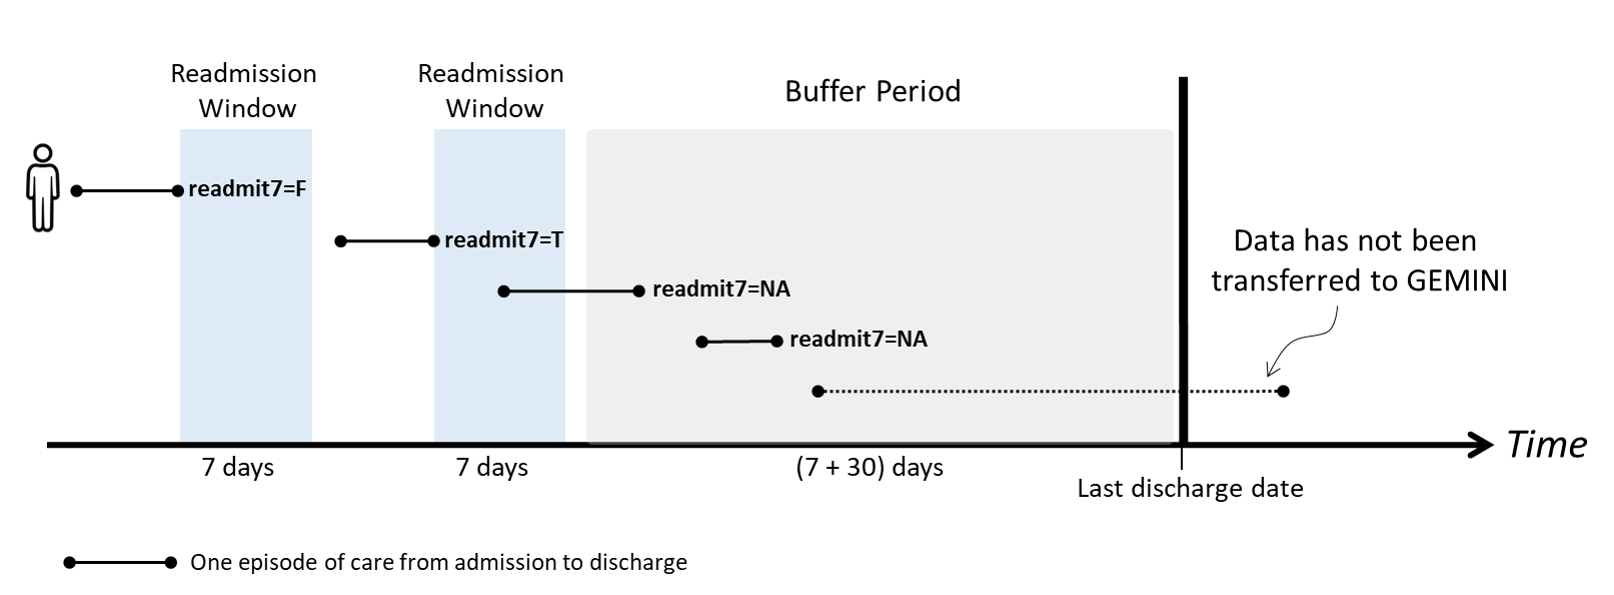 Readmission
Window
Readmission
Window
Buffer Period
readmit7=F
readmit7=T
readmit7=NA
readmit7=NA
Data has not been
transferred to GEMINI
Time
7 days
7 days
(7 + 30) days
Last discharge date
One episode of care from admission to discharge